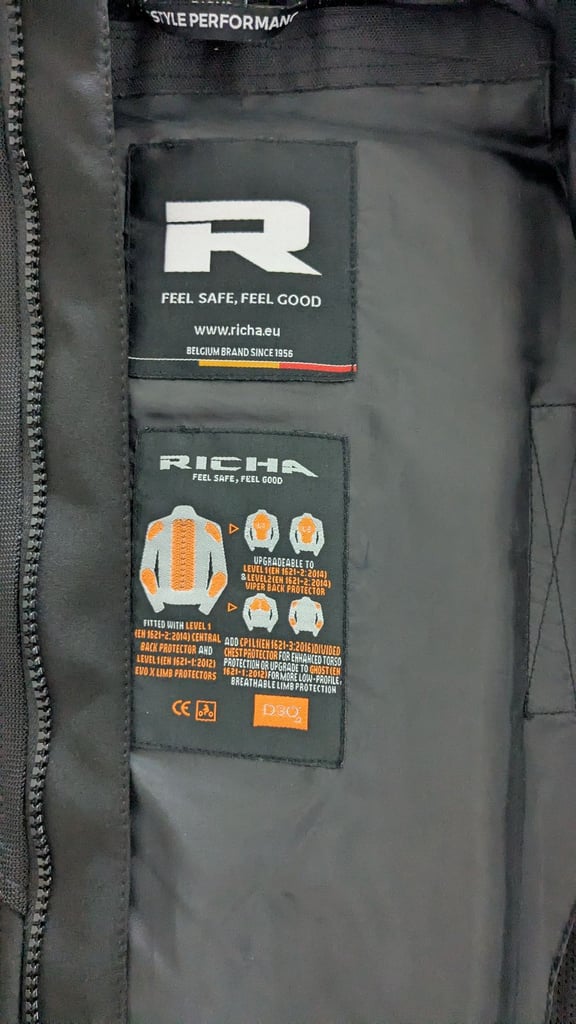 STYLE PERFORMANC
R
FEEL SAFE, FEEL GOOD
www.richa.eu
BELGIUM BRAND SINCE 1956
RICHA
FEEL SAFE, FEEL GOOD
UPGRADEABLE TO
LEVEL 1 (EN 1621-2:2014)
& LEVEL 2 (EN 1621-2:2014)
VIPER BACK PROTECTOR
FITTED WITH LEVEL 1
(EN 1621-2:2014) CENTRAL
BACK PROTECTOR AND
LEVEL 1 (EN 1621-1:2012)
EVO X LIMB PROTECTORS
ADD CP1 L1 (EN 1621-3:2016) DIVIDED
CHEST PROTECTOR FOR ENHANCED TORSO
PROTECTION OR UPGRADE TO GHOST (EN
1621-1:2012) FOR MORE LOW-PROFILE,
BREATHABLE LIMB PROTECTION
CE
D3O